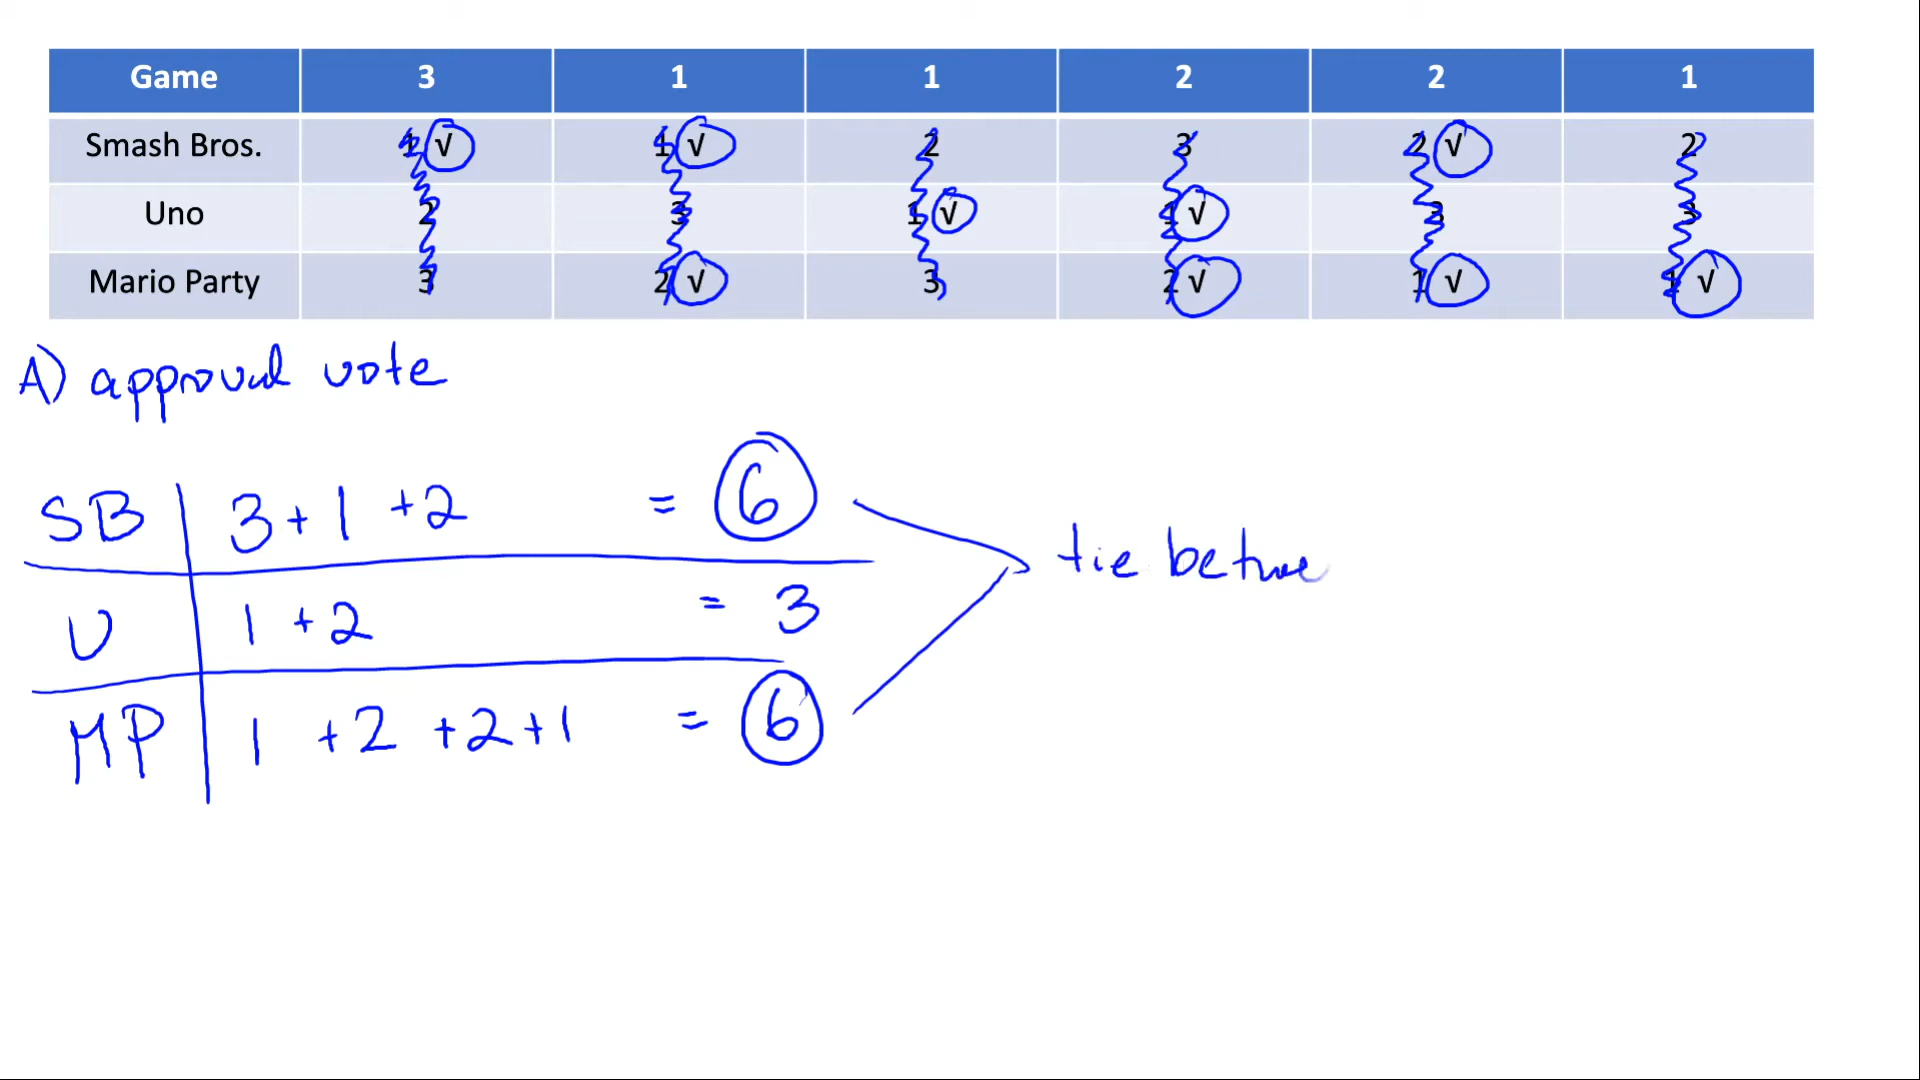 Game 3 1 1 2 2 1
Smash Bros. 1 √ 1 √ 2 3 2 √ 2
Uno 2 3 1 √ 1 √ 3 3
Mario Party 3 2 √ 3 2 √ 1 √ 1 √
A) approval vote
SB 3+1 +2 = 6
U 1 +2 = 3
MP 1 +2 +2+1 = 6
tie betwee